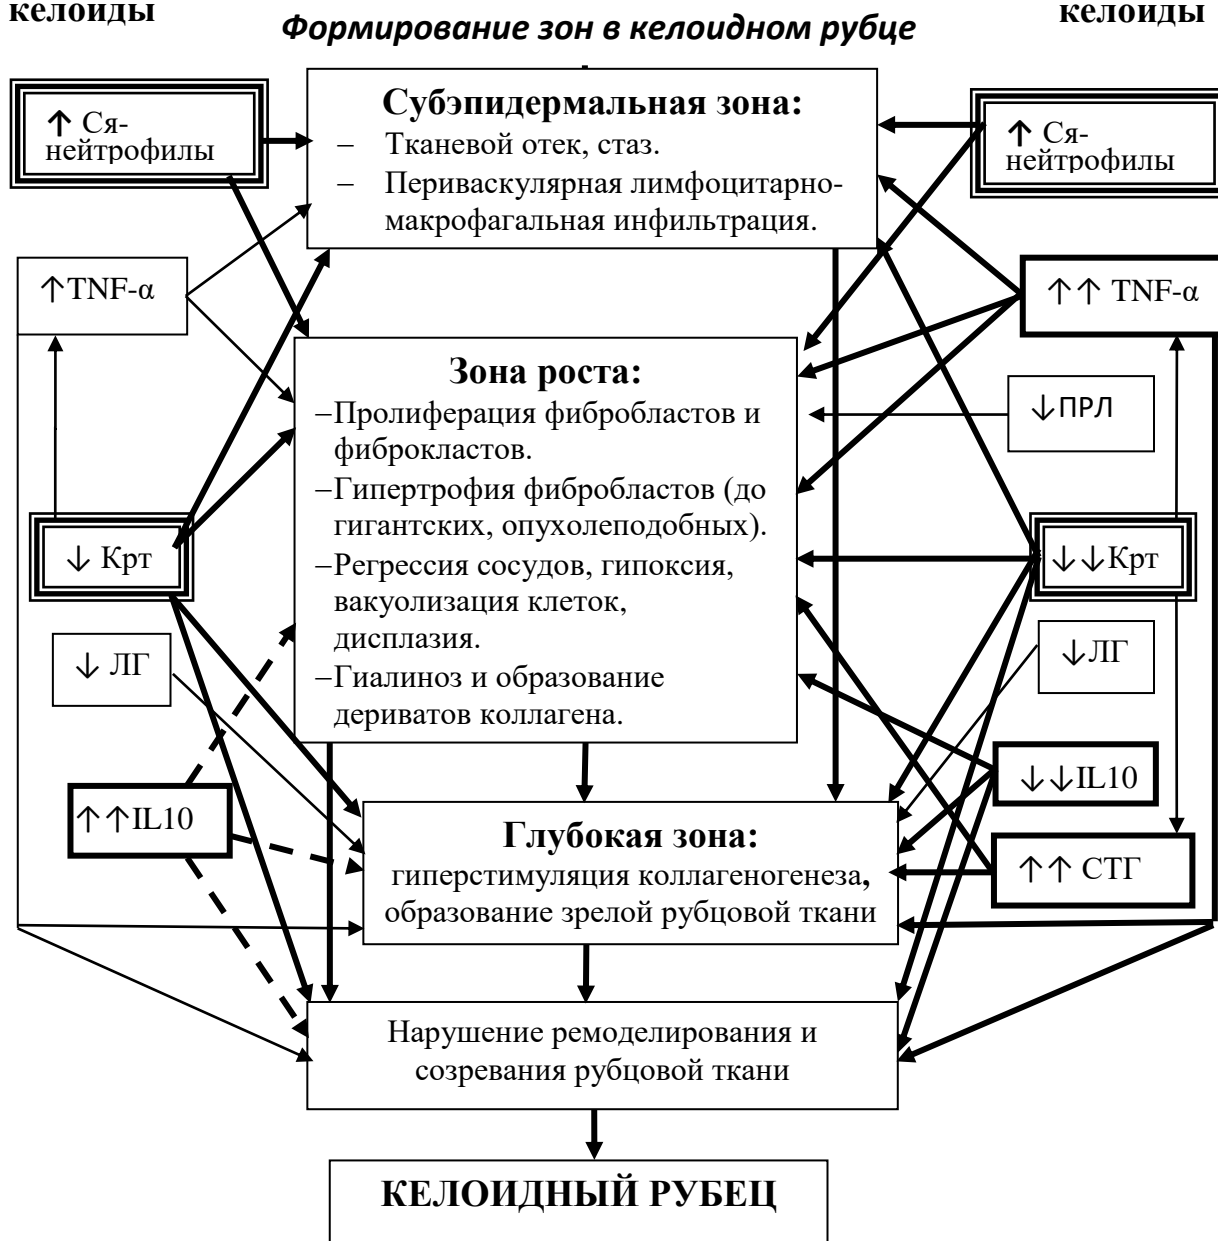 келоиды
Формирование зон в келоидном рубце
келоиды
↑ Ся-
нейтрофилы
Субэпидермальная зона:
– Тканевой отек, стаз.
– Периваскулярная лимфоцитарно-
макрофагальная инфильтрация.
↑ Ся-
нейтрофилы
↑TNF-α
↑↑ TNF-α
Зона роста:
–Пролиферация фибробластов и
фиброкластов.
–Гипертрофия фибробластов (до
гигантских, опухолеподобных).
–Регрессия сосудов, гипоксия,
вакуолизация клеток,
дисплазия.
–Гиалиноз и образование
дериватов коллагена.
↓ПРЛ
↓ Крт
↓↓Крт
↓ ЛГ
↓ЛГ
↑↑IL10
↓↓IL10
↑↑ СТГ
Глубокая зона:
гиперстимуляция коллагеногенеза,
образование зрелой рубцовой ткани
Нарушение ремоделирования и
созревания рубцовой ткани
КЕЛОИДНЫЙ РУБЕЦ